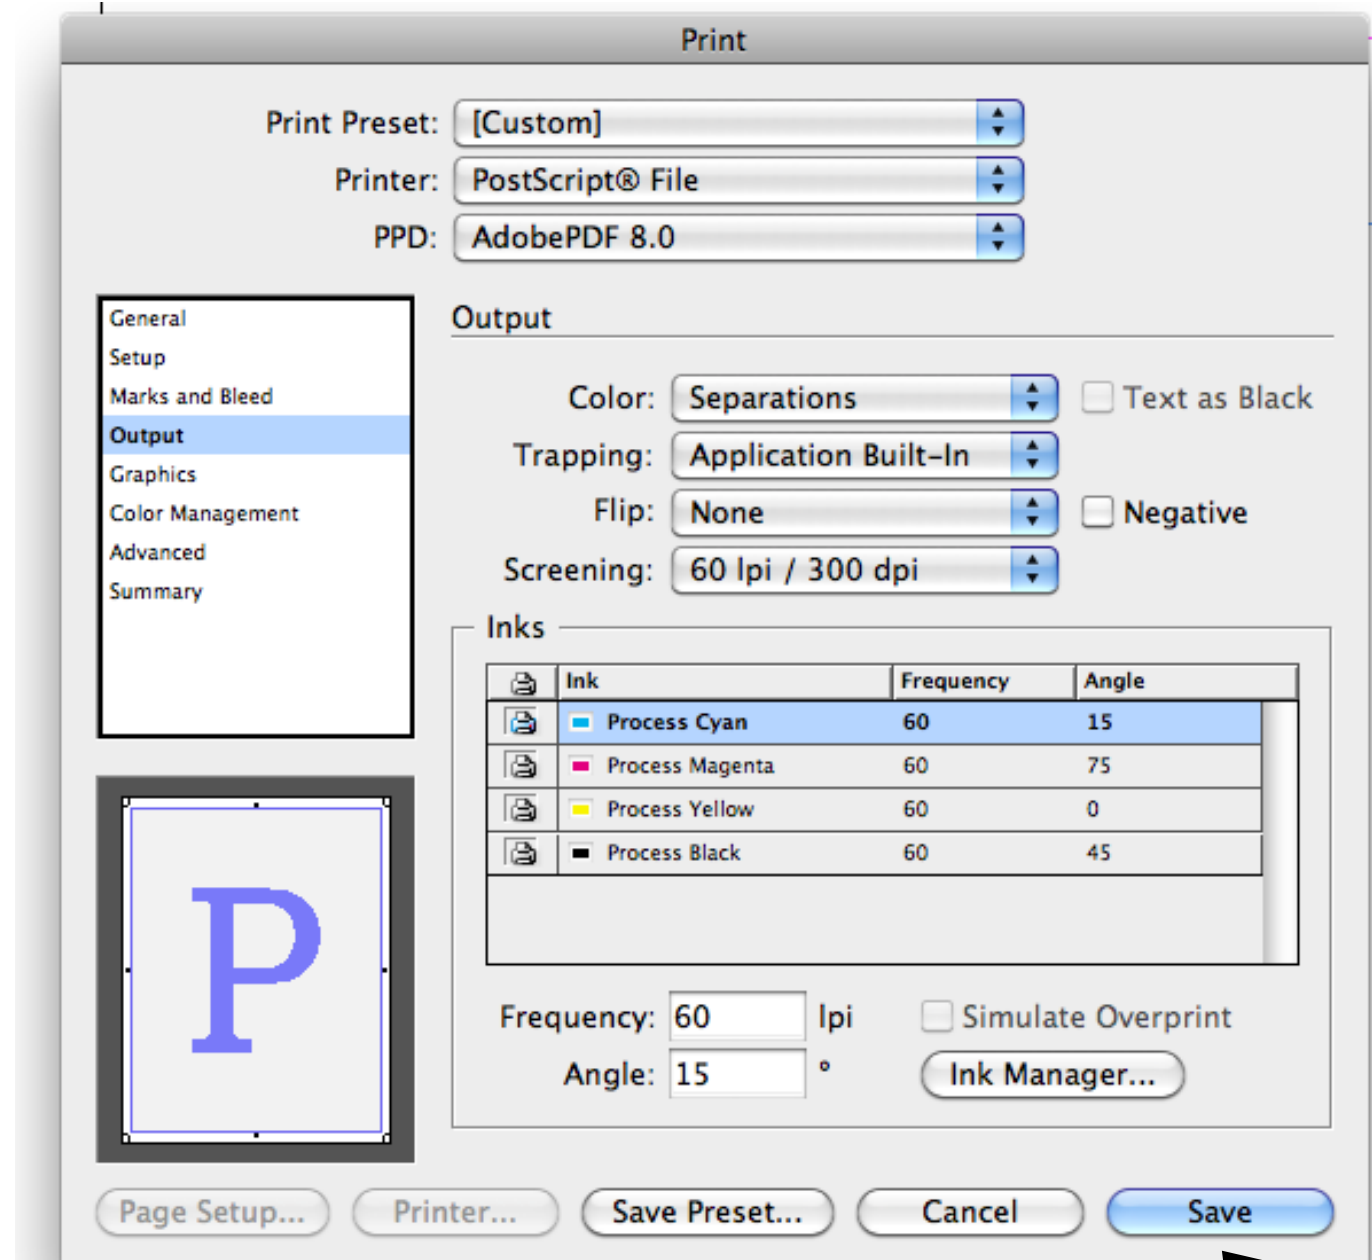 Print
Print Preset: [Custom]
Printer: PostScript® File
PPD: AdobePDF 8.0
General
Setup
Marks and Bleed
Output
Graphics
Color Management
Advanced
Summary
Output
Color: Separations Text as Black
Trapping: Application Built-In
Flip: None Negative
Screening: 60 lpi / 300 dpi
Inks
Ink Frequency Angle
Process Cyan 60 15
Process Magenta 60 75
Process Yellow 60 0
Process Black 60 45
P
Frequency: 60 lpi Simulate Overprint
Angle: 15 ° Ink Manager...
Page Setup... Printer... Save Preset... Cancel Save